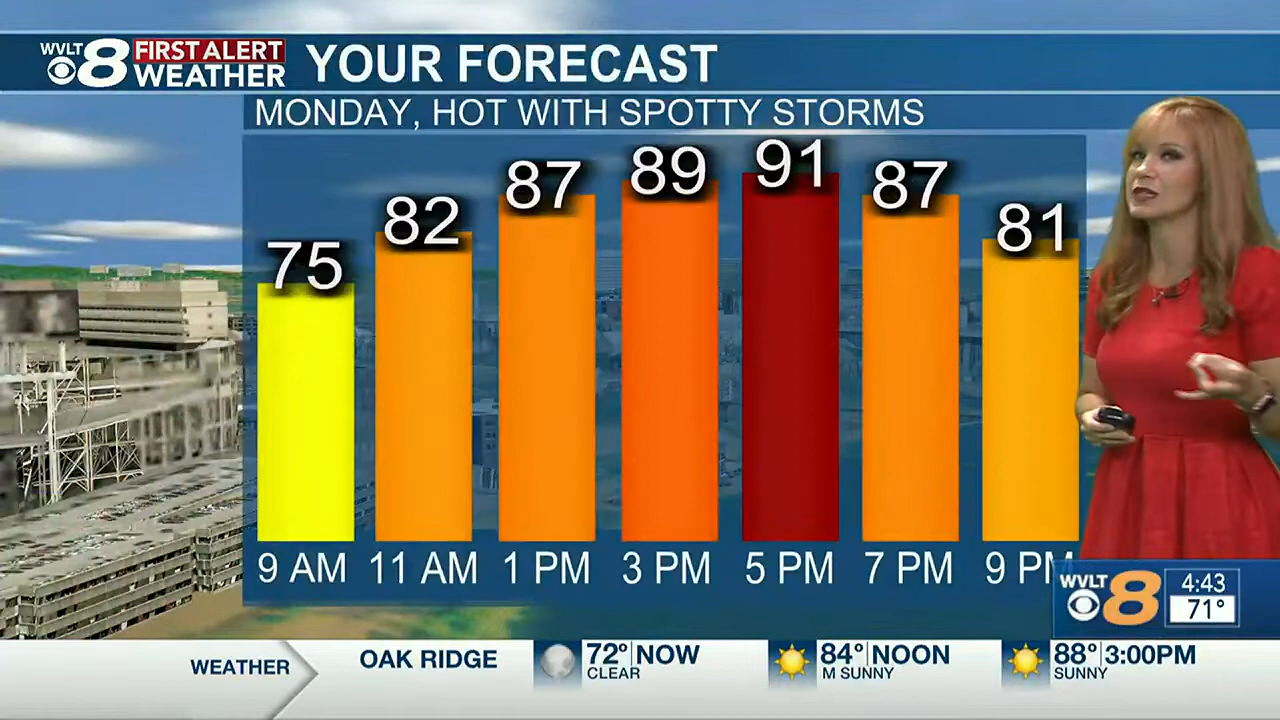 WVLT 8 FIRST ALERT WEATHER
YOUR FORECAST
MONDAY, HOT WITH SPOTTY STORMS
75 82 87 89 91 87 81
9 AM 11 AM 1 PM 3 PM 5 PM 7 PM 9 PM
WVLT 8
4:43
71°
WEATHER
OAK RIDGE
72° NOW
CLEAR
84° NOON
M SUNNY
88° 3:00PM
SUNNY